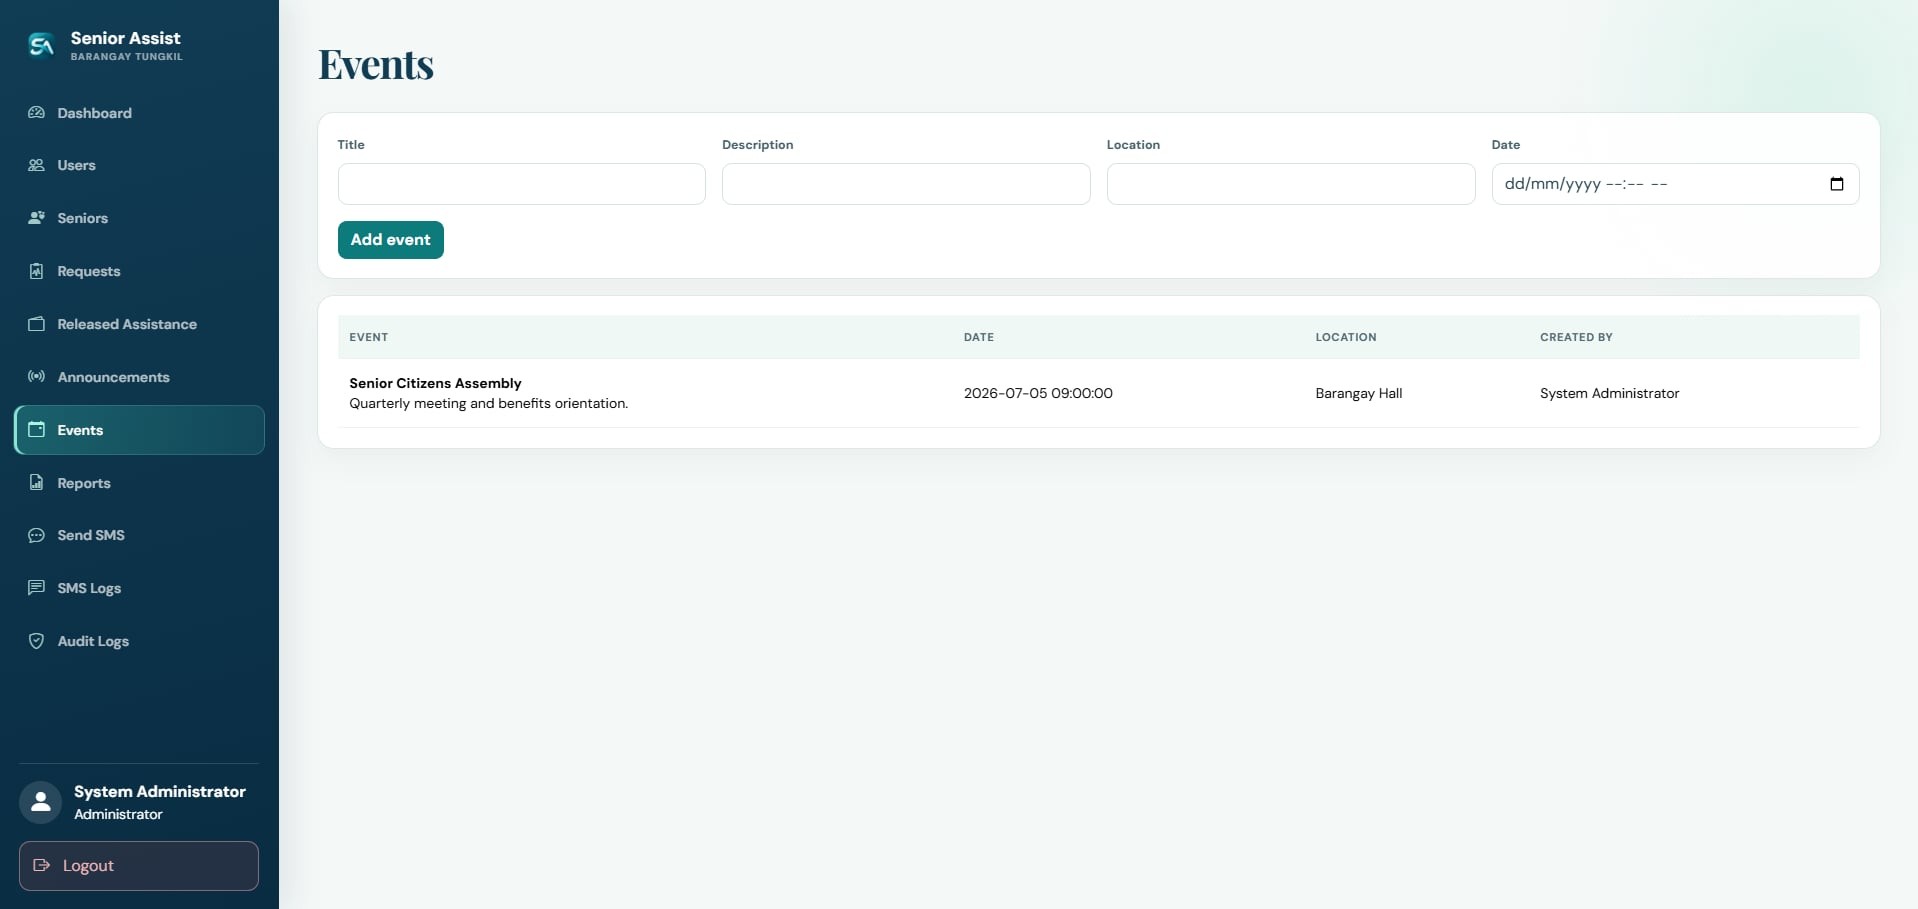 Senior Assist
BARANGAY TUNGKIL
Dashboard
Users
Seniors
Requests
Released Assistance
Announcements
Events
Reports
Send SMS
SMS Logs
Audit Logs
System Administrator
Administrator
Logout
Events
Title
Description
Location
Date
dd/mm/yyyy --:-- --
Add event
EVENT DATE LOCATION CREATED BY
Senior Citizens Assembly
Quarterly meeting and benefits orientation.
2026-07-05 09:00:00
Barangay Hall
System Administrator